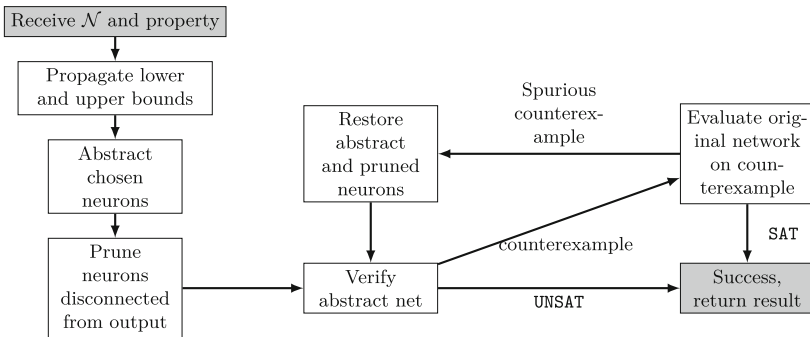 Receive N and property
Propagate lower
and upper bounds
Abstract
chosen
neurons
Prune
neurons
disconnected
from output
Restore
abstract
and pruned
neurons
Verify
abstract net
Spurious
counterex-
ample
counterexample
UNSAT
Evaluate orig-
inal network
on coun-
terexample
SAT
Success,
return result